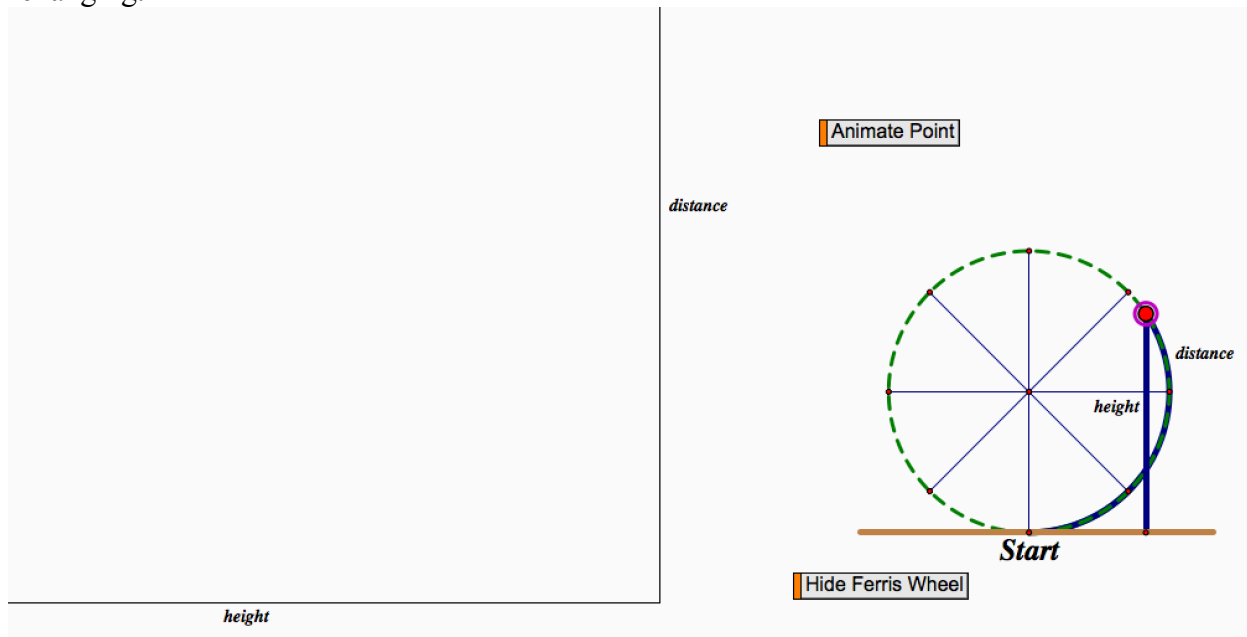 Animate Point
distance
distance
height
Start
Hide Ferris Wheel
height